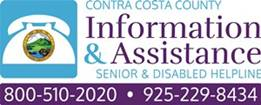 CONTRA COSTA COUNTY
Information
& Assistance
SENIOR & DISABLED HELPLINE
800-510-2020 • 925-229-8434